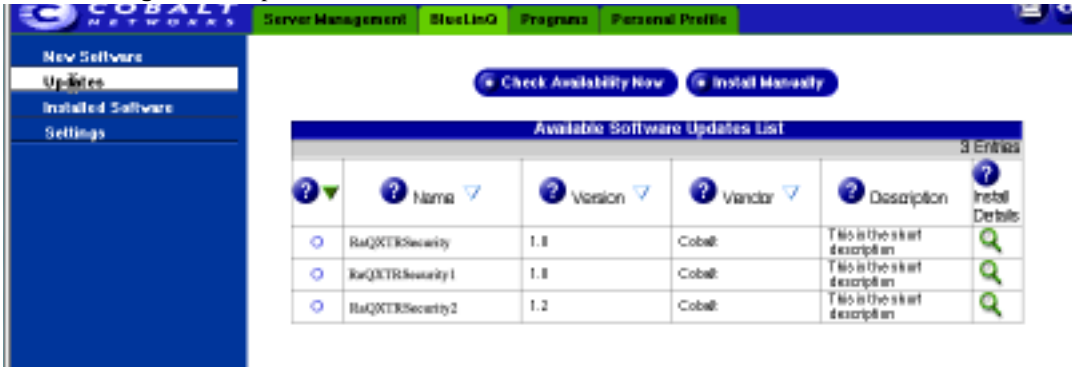 COBALT
NETWORKS
Server Management BlueLinQ Programs Personal Profile
New Software
Updates
Installed Software
Settings
Check Availability Now Install Manually
Available Software Updates List
3 Entries
? ? Name ? Version ? Vendor ? Description ? Install Details
RaQXTRSecurity 1.0 Cobalt This is the short description
RaQXTRSecurity1 1.0 Cobalt This is the short description
RaQXTRSecurity2 1.2 Cobalt This is the short description